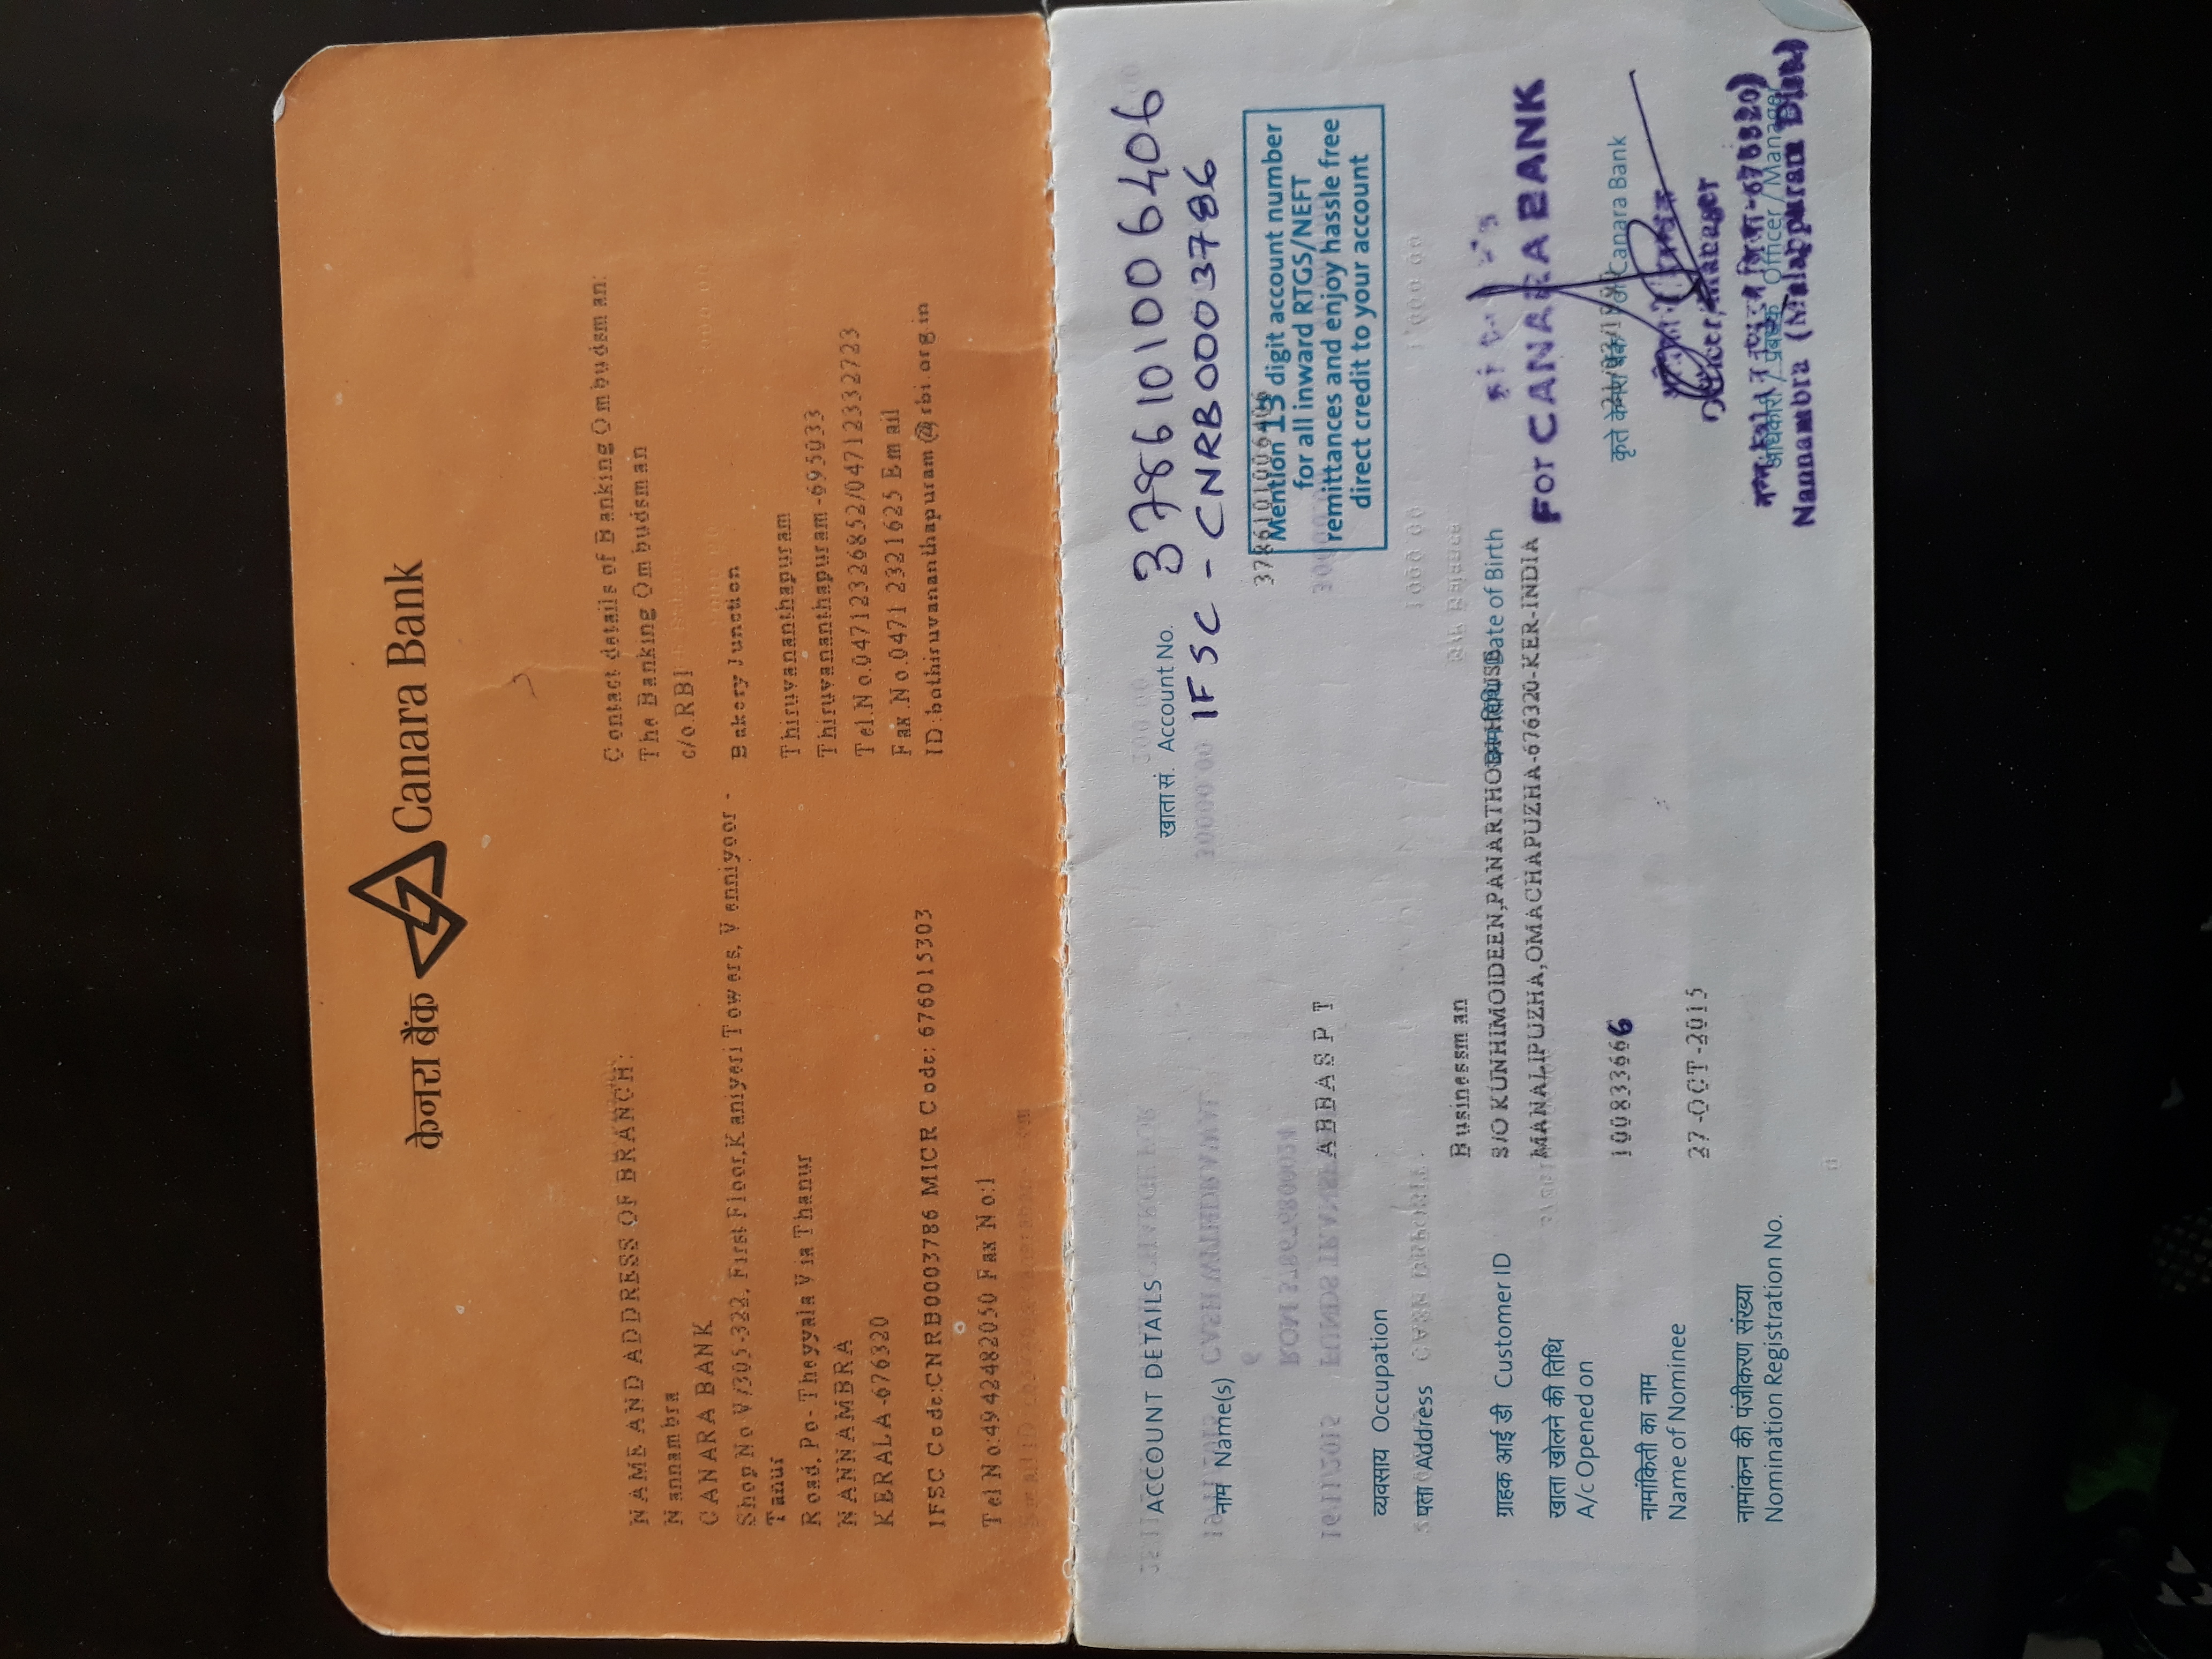 केनरा बैंक Canara Bank
NAME AND ADDRESS OF BRANCH:
Nannambra
CANARA BANK
Shop No V/305-322, First Floor,Kaniyeri Towers, Venniyoor -
Tanur
Road, Po- Theyyala Via Thanur
NANNAMBRA
KERALA-676320
IFSC Code:CNRB0003786 MICR Code: 676015303
Tel No:4942482050 Fax No:1
Contact details of Banking Ombudsman:
The Banking Ombudsman
c/o.RBI
Bakery Junction
Thiruvananthapuram
Thiruvananthapuram-695033
Tel.No.04712326852/04712332723
Fax.No.0471 2321625 Email
ID:bothiruvananthapuram@rbi.org.in
ACCOUNT DETAILS
खाता सं. Account No. 3786101006406
IFSC - CNRB0003786
नाम Name(s)
3786101006406
Mention 13 digit account number
for all inward RTGS/NEFT
remittances and enjoy hassle free
direct credit to your account
ABBAS P T
व्यवसाय Occupation
पता Address
Businessman
ग्राहक आई डी Customer ID
S/O KUNHIMOIDEEN,PANARTHODI HOUSE
Date of Birth
MANALIPUZHA,OMACHAPUZHA-676320-KER-INDIA
For CANARA BANK
खाता खोलने की तिथि
A/c Opened on
1008336666
कृते केनरा बैंक For Canara Bank
नामांकिती का नाम
Name of Nominee
27-OCT-2015
Officer/Manager
नामांकन की पंजीकरण संख्या
Nomination Registration No.
अधिकारी / प्रबंधक Officer / Manager
Nannambra (Malappuram Dist.)